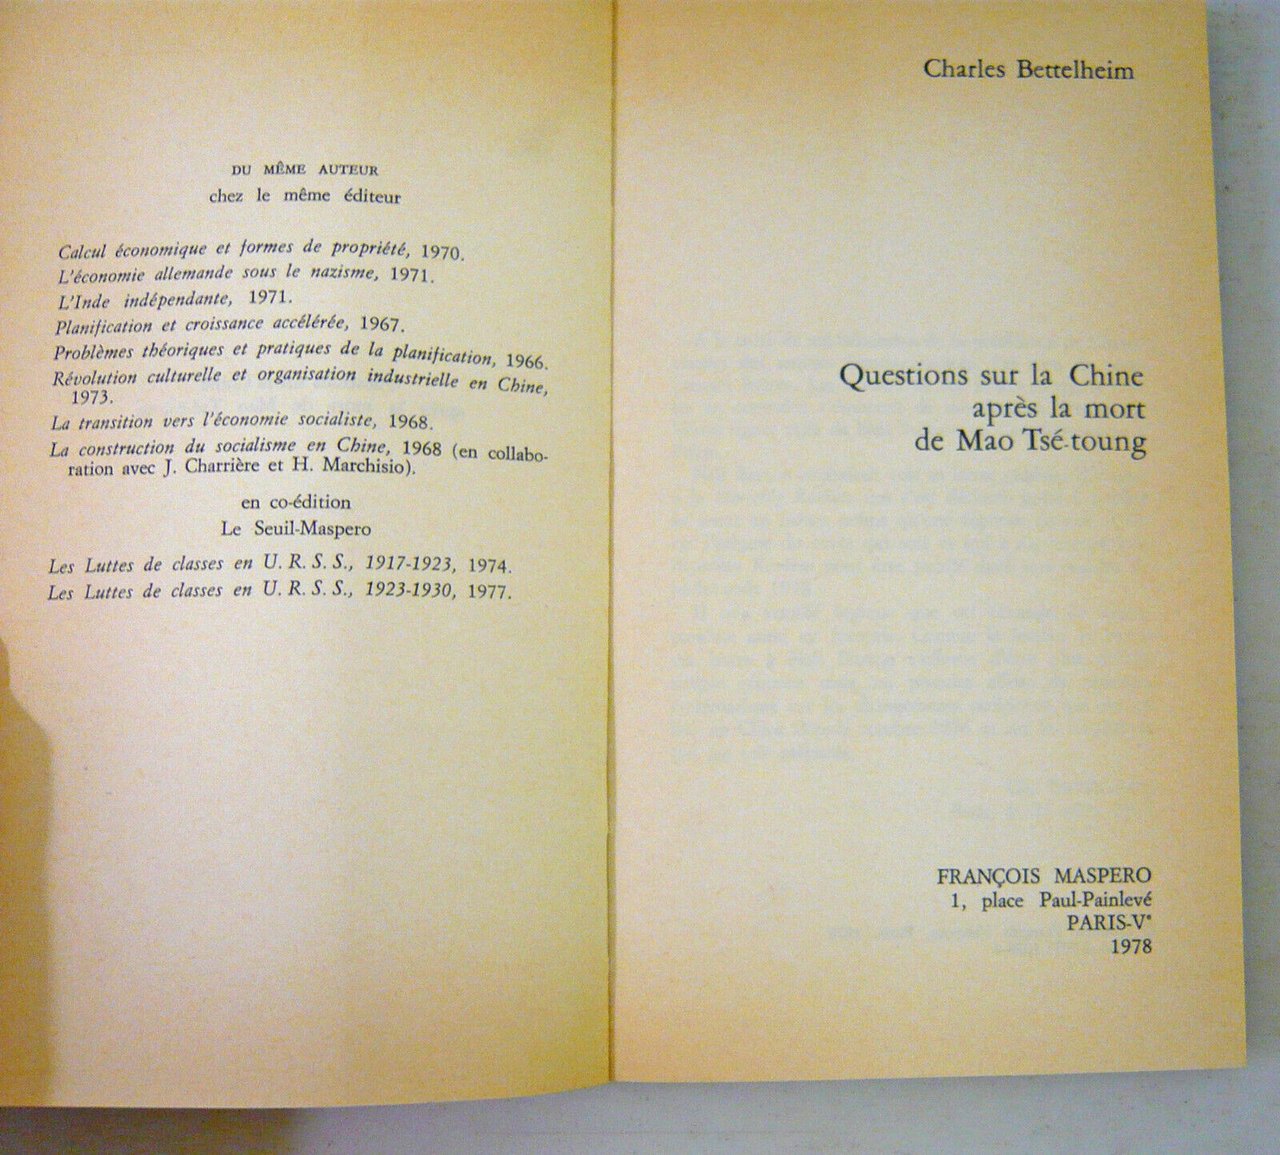 DU MÊME AUTEUR
chez le même éditeur
Calcul économique et formes de propriété, 1970.
L'économie allemande sous le nazisme, 1971.
L'Inde indépendante, 1971.
Planification et croissance accélérée, 1967.
Problèmes théoriques et pratiques de la planification, 1966.
Révolution culturelle et organisation industrielle en Chine,
1973.
La transition vers l'économie socialiste, 1968.
La construction du socialisme en Chine, 1968 (en collabo-
ration avec J. Charrière et H. Marchisio).
en co-édition
Le Seuil-Maspero
Les Luttes de classes en U. R. S. S., 1917-1923, 1974.
Les Luttes de classes en U. R. S. S., 1923-1930, 1977.
Charles Bettelheim
Questions sur la Chine
après la mort
de Mao Tsé-toung
FRANÇOIS MASPERO
1, place Paul-Painlevé
PARIS-Vᵉ
1978